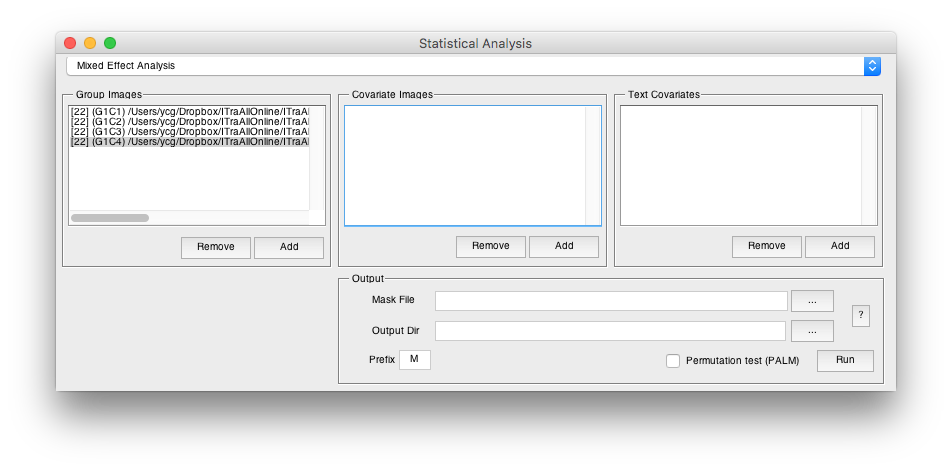 Statistical Analysis
Mixed Effect Analysis
Group Images
[22] (G1C1) /Users/ycg/Dropbox/ITraAllOnline/ITraAl
[22] (G1C2) /Users/ycg/Dropbox/ITraAllOnline/ITraAl
[22] (G1C3) /Users/ycg/Dropbox/ITraAllOnline/ITraAl
[22] (G1C4) /Users/ycg/Dropbox/ITraAllOnline/ITraAl
Remove Add
Covariate Images
Remove Add
Text Covariates
Remove Add
Output
Mask File ...
?
Output Dir ...
Prefix M Permutation test (PALM) Run